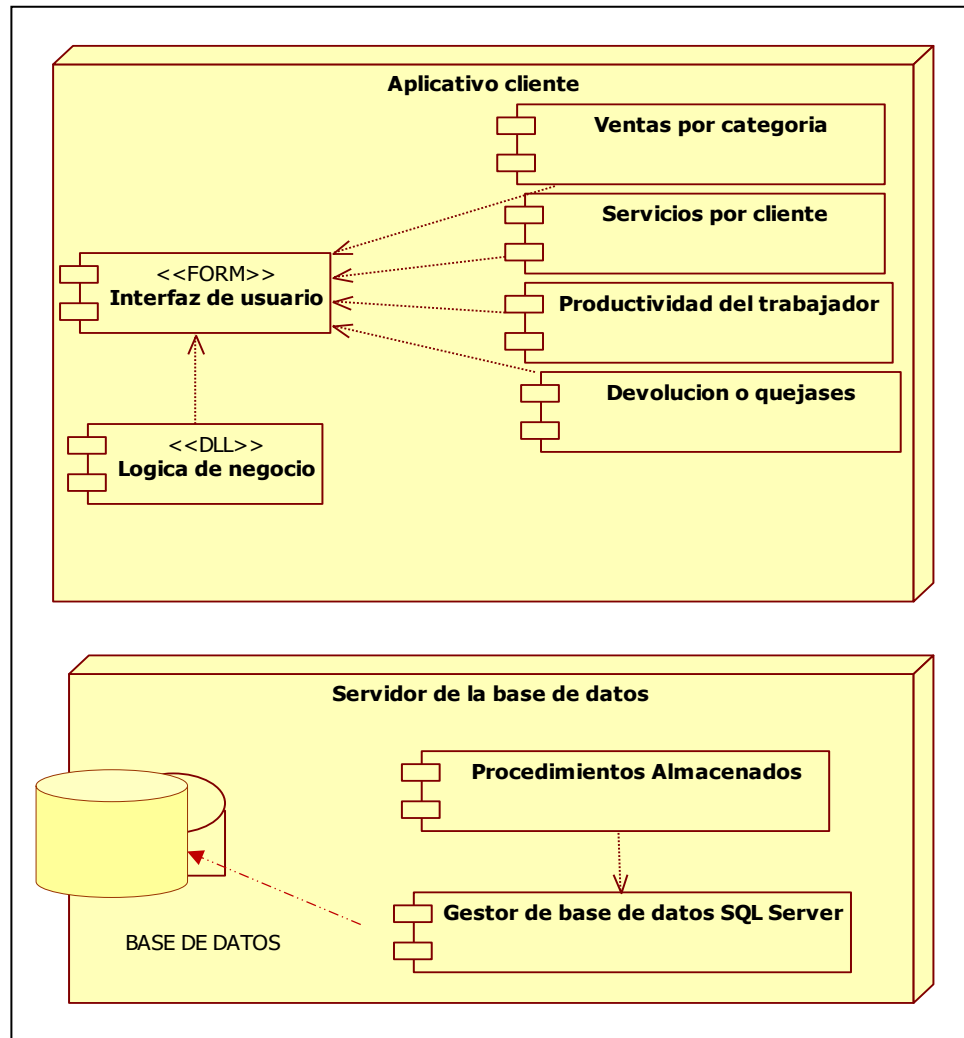 Aplicativo cliente
Ventas por categoria
Servicios por cliente
<<FORM>>
Interfaz de usuario
Productividad del trabajador
Devolucion o quejases
<<DLL>>
Logica de negocio
Servidor de la base de datos
Procedimientos Almacenados
Gestor de base de datos SQL Server
BASE DE DATOS